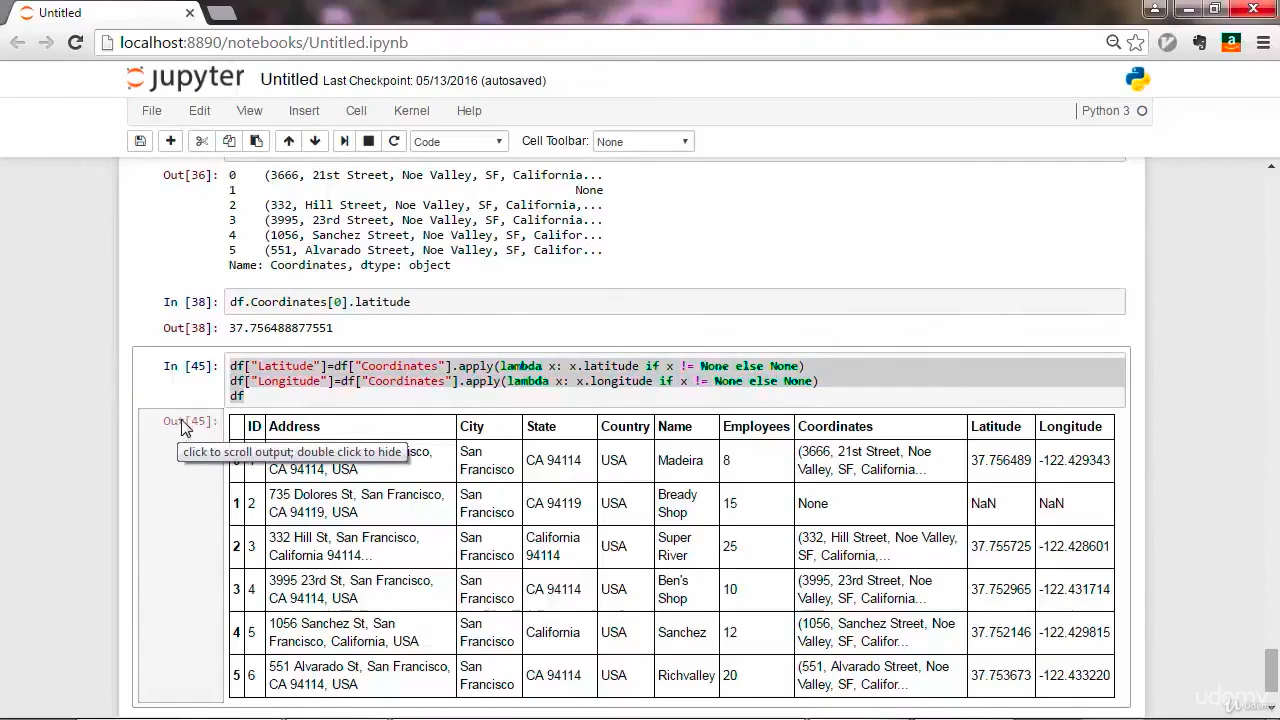 Untitled
localhost:8890/notebooks/Untitled.ipynb
jupyter Untitled Last Checkpoint: 05/13/2016 (autosaved)
File Edit View Insert Cell Kernel Help Python 3
Code Cell Toolbar: None
Out[36]: 0 (3666, 21st Street, Noe Valley, SF, California...
1 None
2 (332, Hill Street, Noe Valley, SF, California,...
3 (3995, 23rd Street, Noe Valley, SF, California...
4 (1056, Sanchez Street, Noe Valley, SF, Califor...
5 (551, Alvarado Street, Noe Valley, SF, Califor...
Name: Coordinates, dtype: object
In [38]: df.Coordinates[0].latitude
Out[38]: 37.756488877551
In [45]: df["Latitude"]=df["Coordinates"].apply(lambda x: x.latitude if x != None else None)
df["Longitude"]=df["Coordinates"].apply(lambda x: x.longitude if x != None else None)
df
Out[45]:
ID Address City State Country Name Employees Coordinates Latitude Longitude
click to scroll output; double click to hide
CA 94114, USA San Francisco CA 94114 USA Madeira 8 (3666, 21st Street, Noe Valley, SF, California... 37.756489 -122.429343
1 2 735 Dolores St, San Francisco, CA 94119, USA San Francisco CA 94119 USA Bready Shop 15 None NaN NaN
2 3 332 Hill St, San Francisco, California 94114... San Francisco California 94114 USA Super River 25 (332, Hill Street, Noe Valley, SF, California,... 37.755725 -122.428601
3 4 3995 23rd St, San Francisco, CA 94114, USA San Francisco CA 94114 USA Ben's Shop 10 (3995, 23rd Street, Noe Valley, SF, California... 37.752965 -122.431714
4 5 1056 Sanchez St, San Francisco, California, USA San Francisco California USA Sanchez 12 (1056, Sanchez Street, Noe Valley, SF, Califor... 37.752146 -122.429815
5 6 551 Alvarado St, San Francisco, CA 94114, USA San Francisco CA 94114 USA Richvalley 20 (551, Alvarado Street, Noe Valley, SF, Califor... 37.753673 -122.433220
udemy